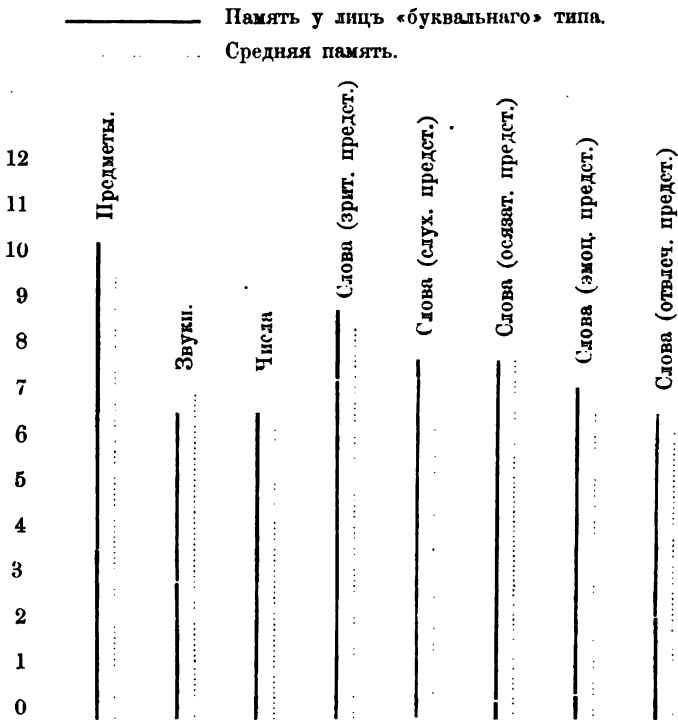 Память у лицъ «буквальнаго» типа.
Средняя память.
Предметы.
Звуки.
Числа
Слова (зрит. предст.)
Слова (слух. предст.)
Слова (осязат. предст.)
Слова (эмоц. предст.)
Слова (отвлеч. предст.)
12
11
10
9
8
7
6
5
4
3
2
1
0